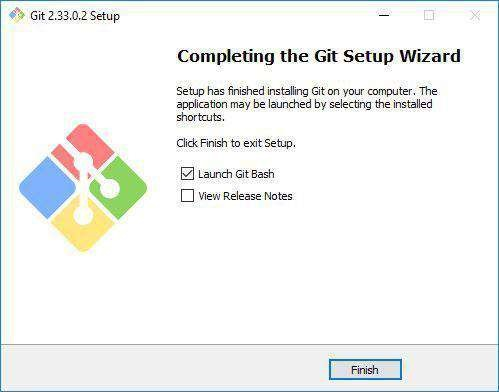 Git 2.33.0.2 Setup
Completing the Git Setup Wizard
Setup has finished installing Git on your computer. The
application may be launched by selecting the installed
shortcuts.
Click Finish to exit Setup.
Launch Git Bash
View Release Notes
Finish